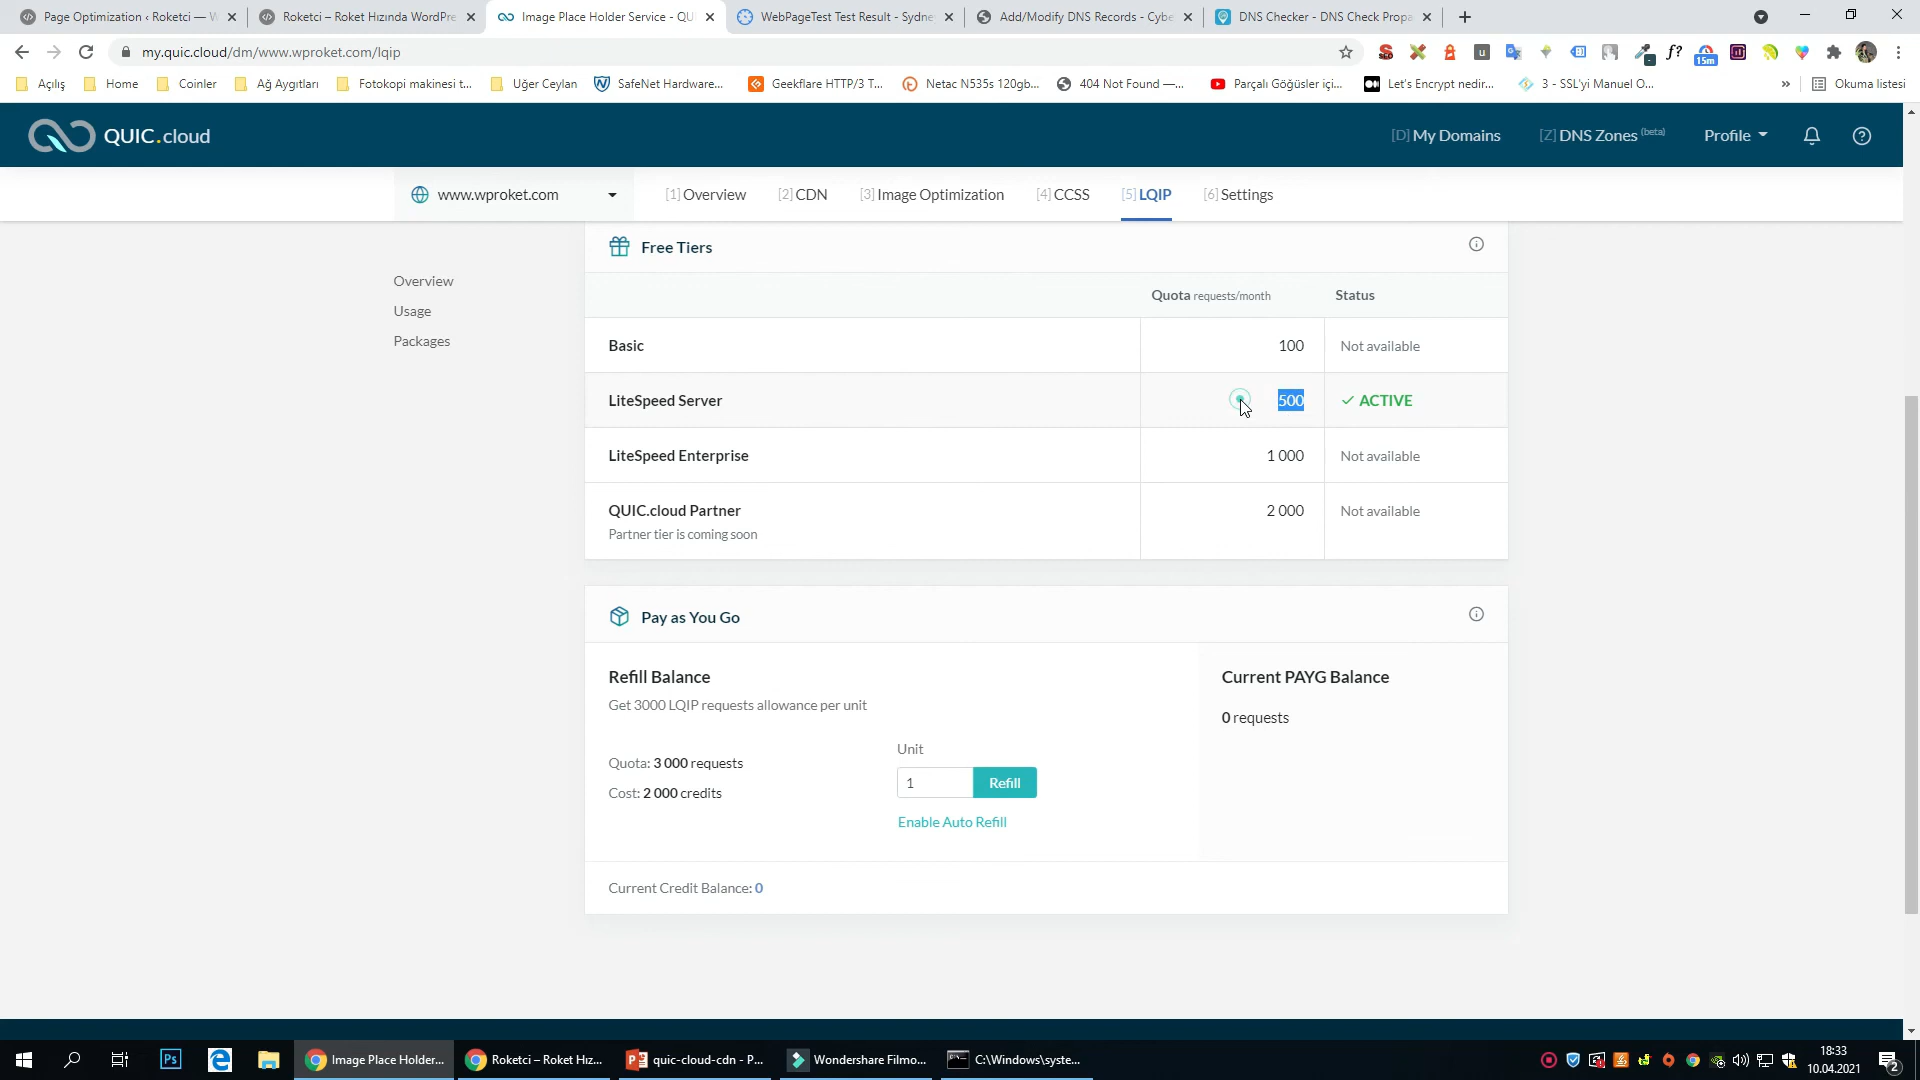 Page Optimization ‹ Roketci — W
Roketci – Roket Hızında WordPre
Image Place Holder Service - QU
WebPageTest Test Result - Sydne
Add/Modify DNS Records - Cybe
DNS Checker - DNS Check Propa
my.quic.cloud/dm/www.wproket.com/lqip
15m
Açılış
Home
Coinler
Ağ Aygıtları
Fotokopi makinesi t...
Uğer Ceylan
SafeNet Hardware...
Geekflare HTTP/3 T...
Netac N535s 120gb...
404 Not Found —...
Parçalı Göğüsler içi...
Let's Encrypt nedir...
3 - SSL'yi Manuel O...
»
Okuma listesi
QUIC.cloud
[D] My Domains
[Z] DNS Zones (beta)
Profile
www.wproket.com
[1] Overview
[2] CDN
[3] Image Optimization
[4] CCSS
[5] LQIP
[6] Settings
Overview
Usage
Packages
Free Tiers
Quota requests/month
Status
Basic
100
Not available
LiteSpeed Server
500
ACTIVE
LiteSpeed Enterprise
1 000
Not available
QUIC.cloud Partner
2 000
Not available
Partner tier is coming soon
Pay as You Go
Refill Balance
Get 3000 LQIP requests allowance per unit
Quota: 3 000 requests
Cost: 2 000 credits
Unit
1
Refill
Enable Auto Refill
Current PAYG Balance
0 requests
Current Credit Balance: 0
Ps
Image Place Holder...
Roketci – Roket Hız...
quic-cloud-cdn - P...
Wondershare Filmo...
C:\Windows\syste...
18:33
10.04.2021
2